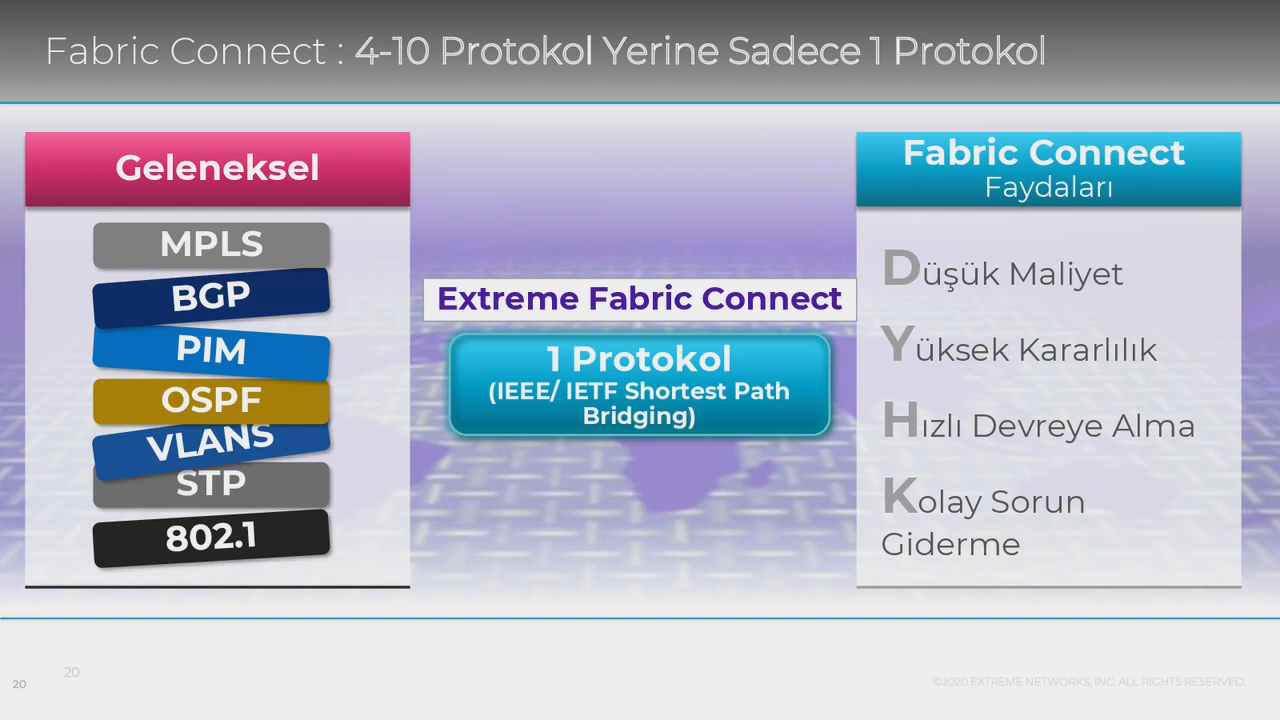 Fabric Connect : 4-10 Protokol Yerine Sadece 1 Protokol
Geleneksel
MPLS
BGP
PIM
OSPF
VLANS
STP
802.1
Extreme Fabric Connect
1 Protokol
(IEEE/ IETF Shortest Path
Bridging)
Fabric Connect
Faydaları
Düşük Maliyet
Yüksek Kararlılık
Hızlı Devreye Alma
Kolay Sorun
Giderme
20
20
©2020 EXTREME NETWORKS, INC. ALL RIGHTS RESERVED.